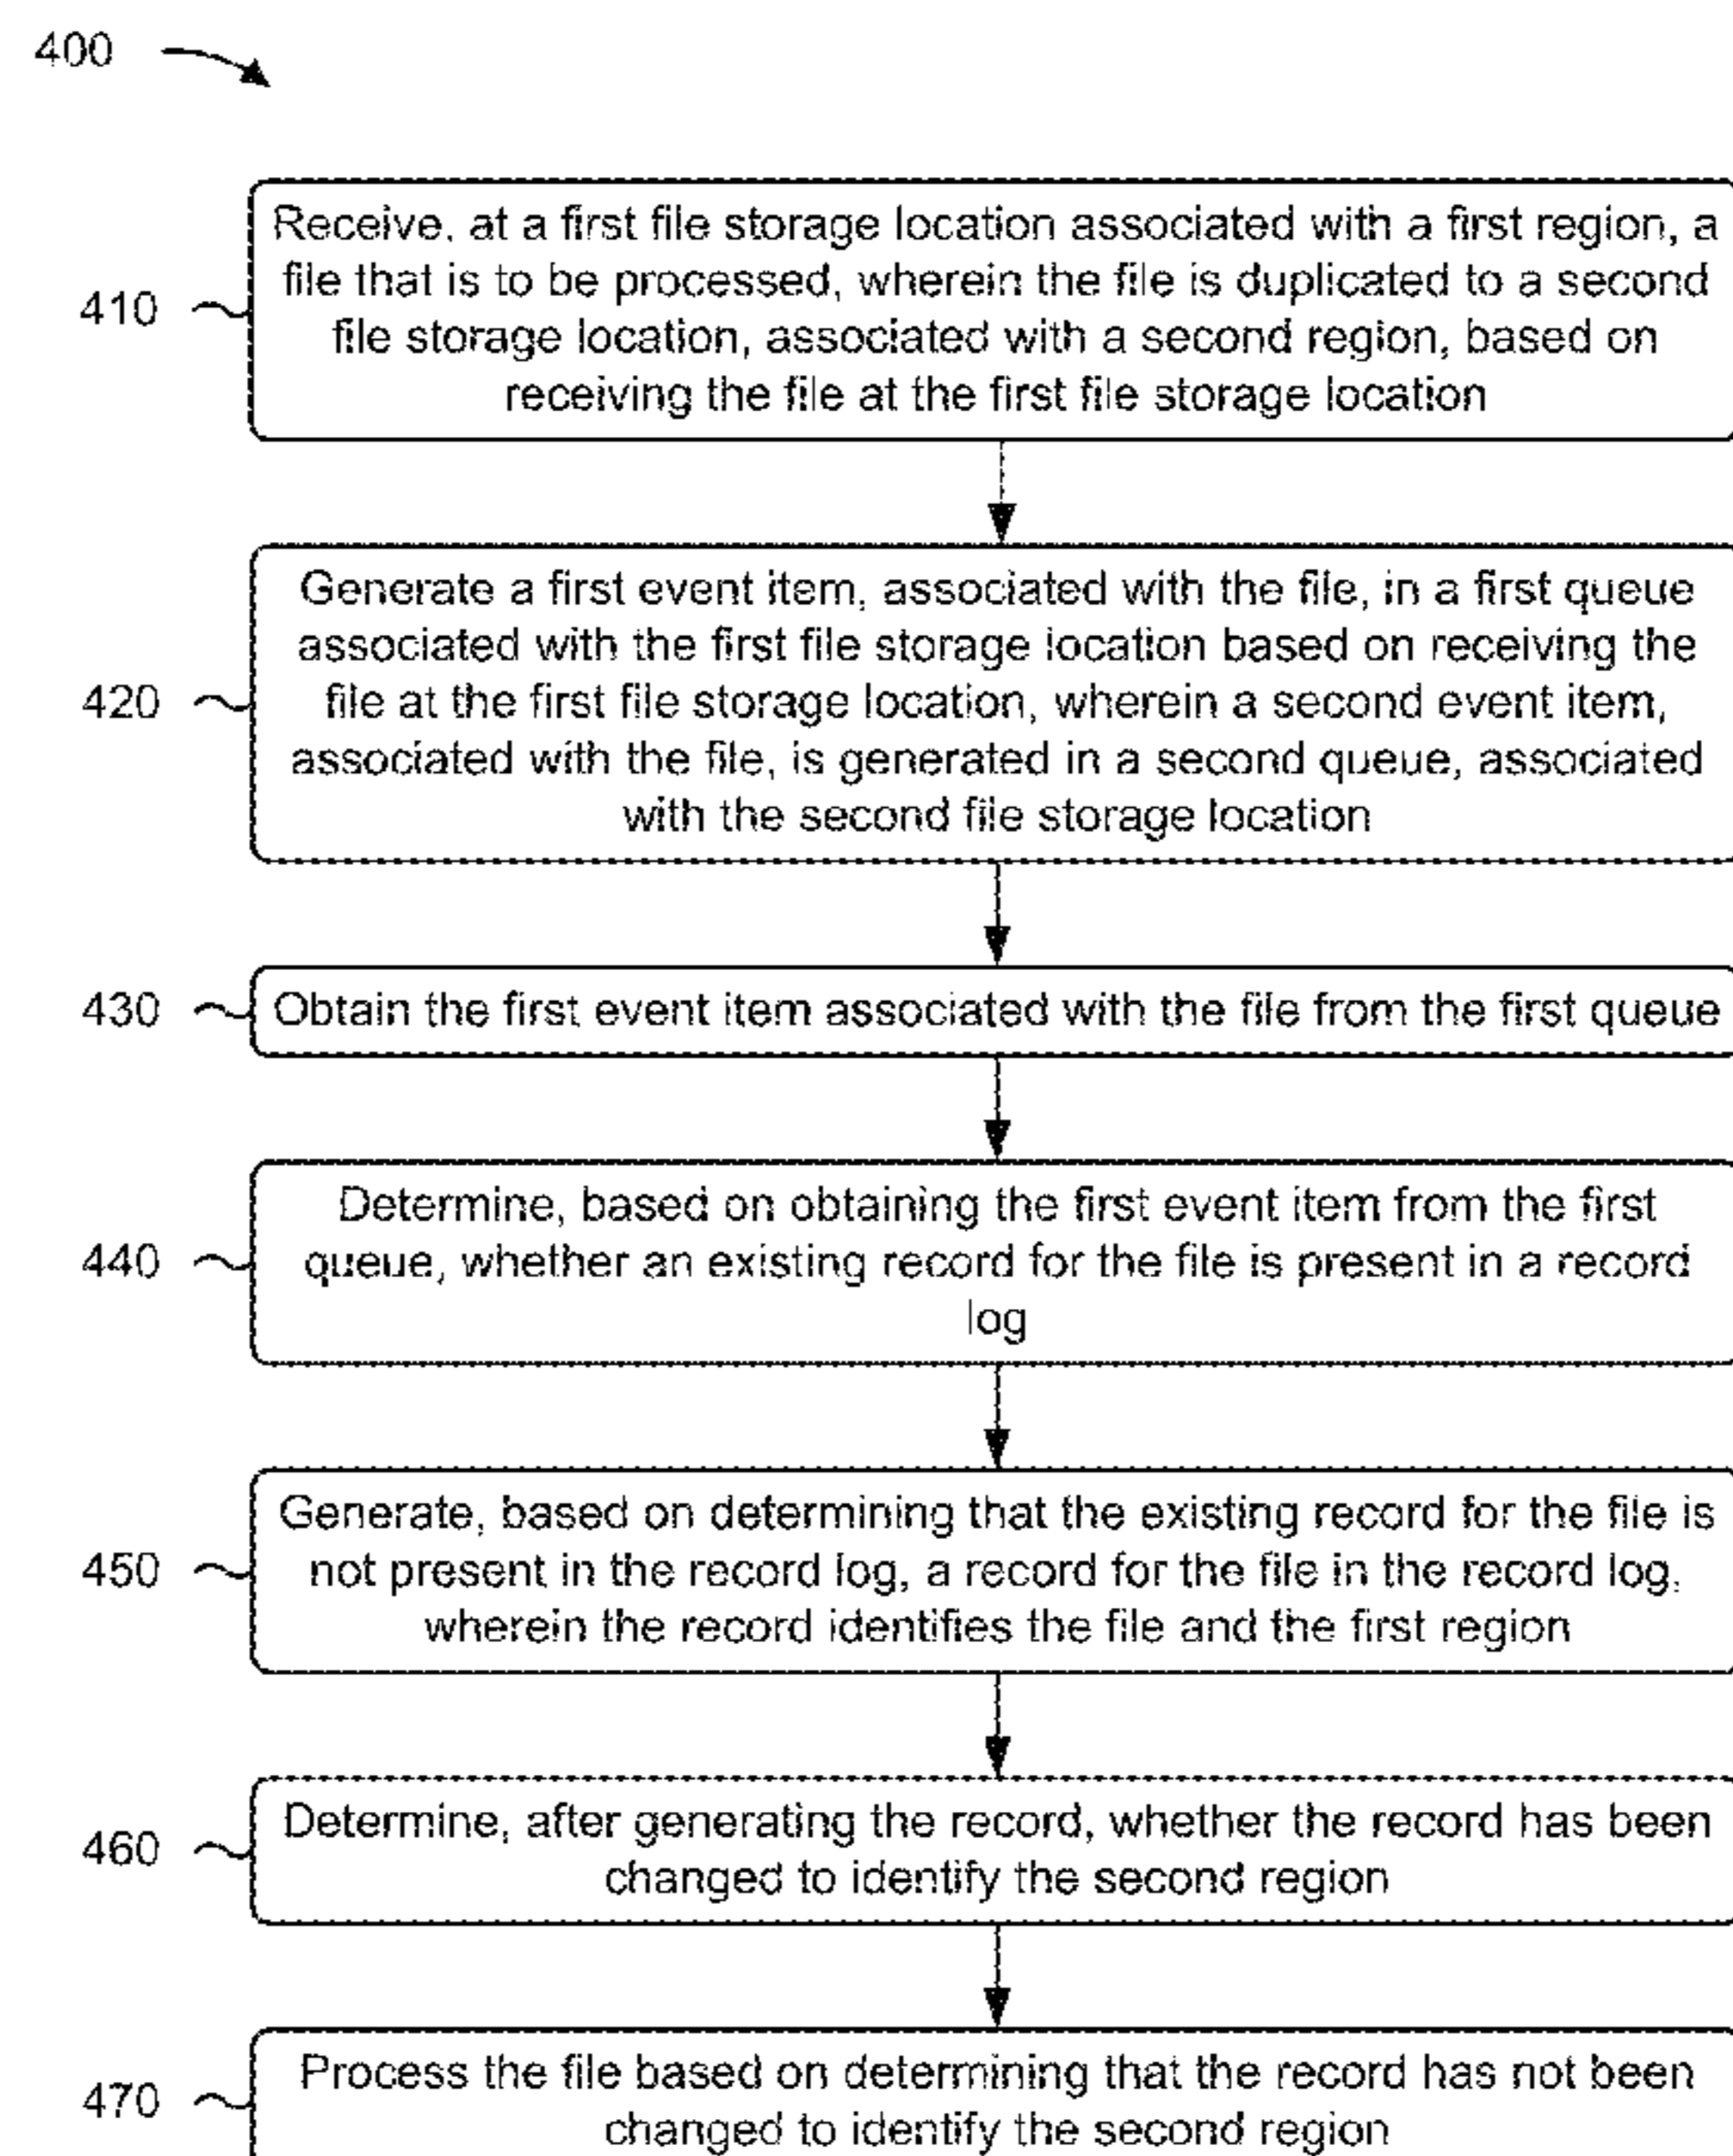 400
410
Receive, at a first file storage location associated with a first region, a
file that is to be processed, wherein the file is duplicated to a second
file storage location, associated with a second region, based on
receiving the file at the first file storage location
420
Generate a first event item, associated with the file, in a first queue
associated with the first file storage location based on receiving the
file at the first file storage location, wherein a second event item,
associated with the file, is generated in a second queue, associated
with the second file storage location
430
Obtain the first event item associated with the file from the first queue
440
Determine, based on obtaining the first event item from the first
queue, whether an existing record for the file is present in a record
log
450
Generate, based on determining that the existing record for the file is
not present in the record log, a record for the file in the record log,
wherein the record identifies the file and the first region
460
Determine, after generating the record, whether the record has been
changed to identify the second region
470
Process the file based on determining that the record has not been
changed to identify the second region